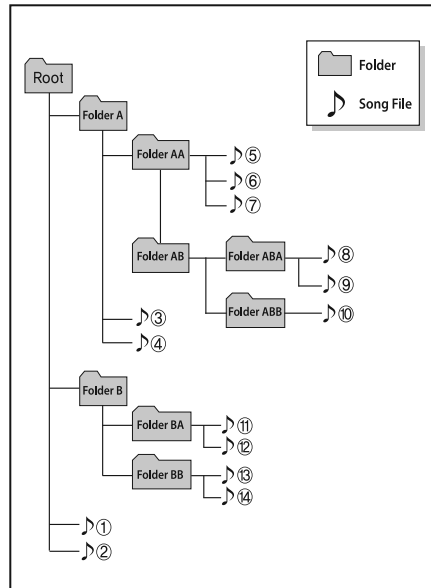 Root
Folder
Song File
Folder A
Folder AA
⑤
⑥
⑦
Folder AB
Folder ABA
⑧
⑨
Folder ABB
⑩
③
④
Folder B
Folder BA
⑪
⑫
Folder BB
⑬
⑭
①
②